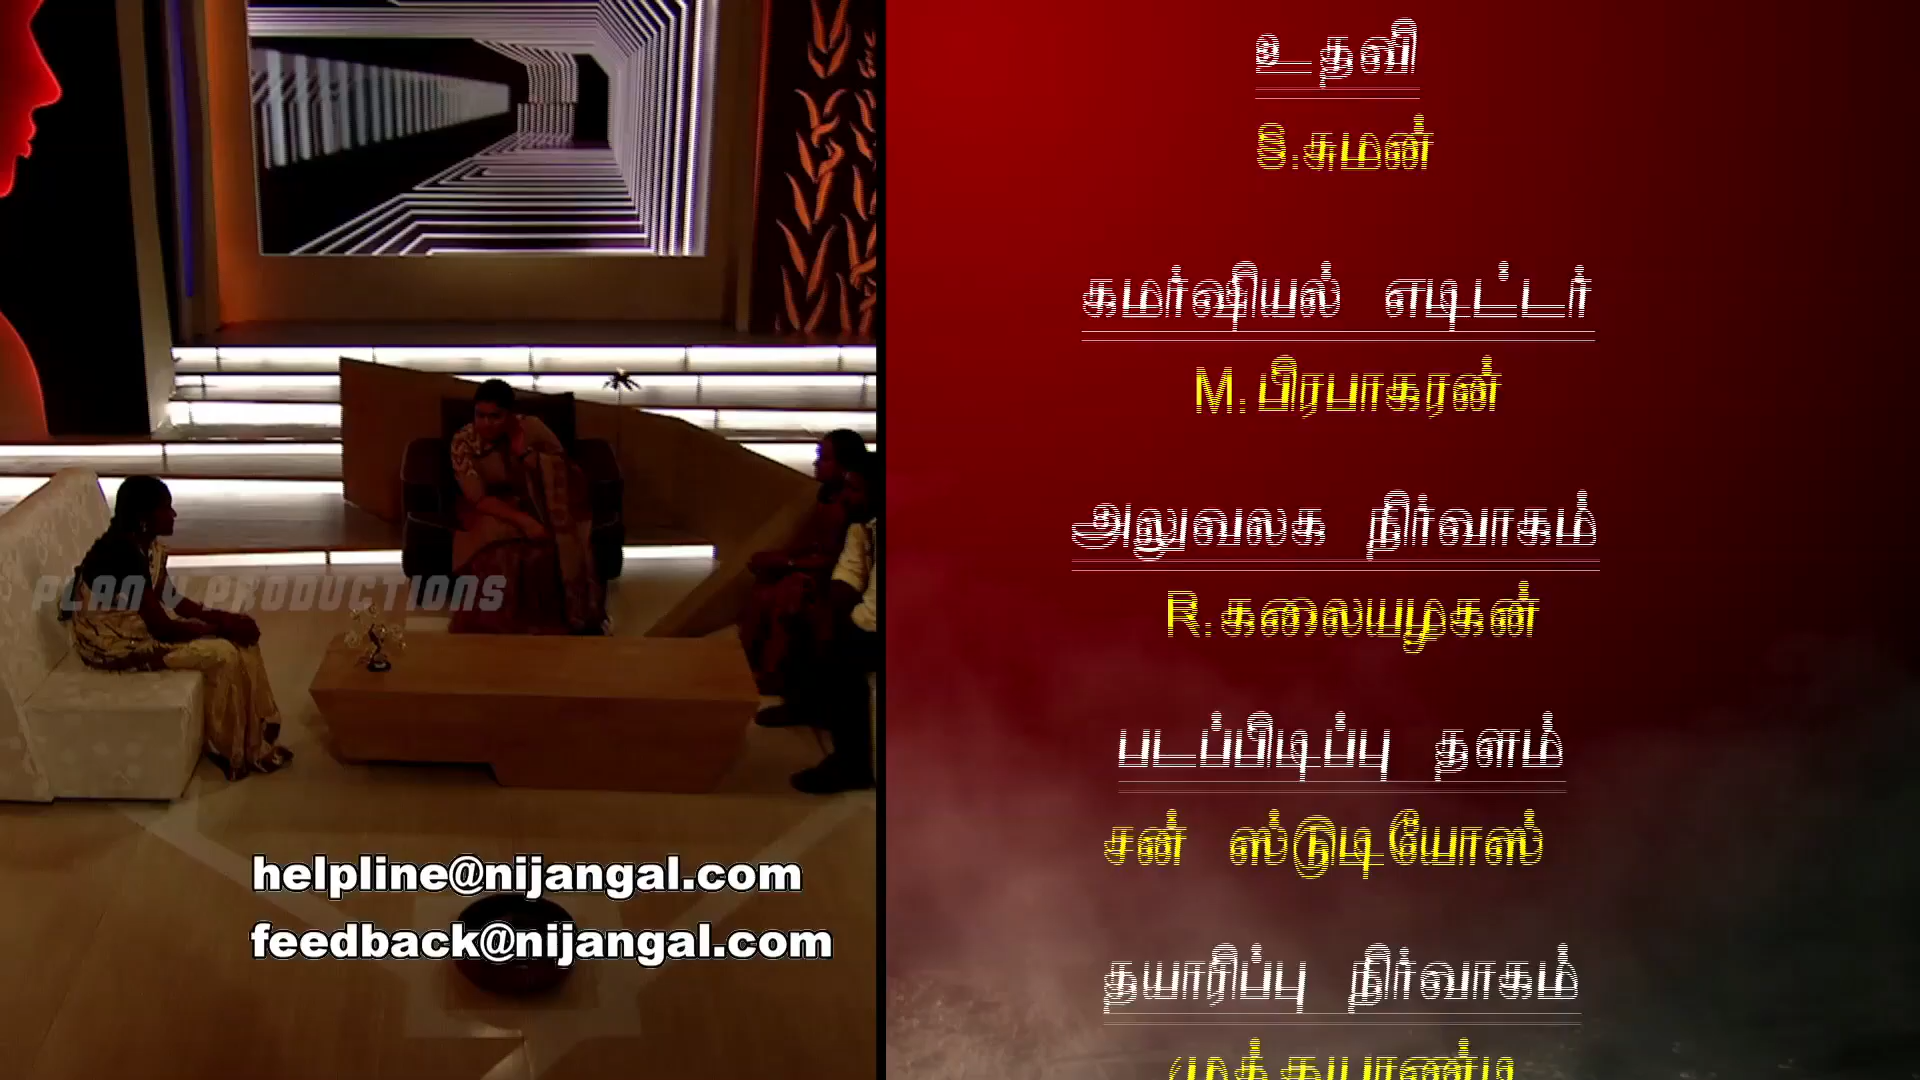 PLAN V PRODUCTIONS
helpline@nijangal.com
feedback@nijangal.com
உதவி
S.சுமன்
கமர்ஷியல் எடிட்டர்
M.பிரபாகரன்
அலுவலக நிர்வாகம்
R.கலையழகன்
படப்பிடிப்பு தளம்
சன் ஸ்டுடியோஸ்
தயாரிப்பு நிர்வாகம்